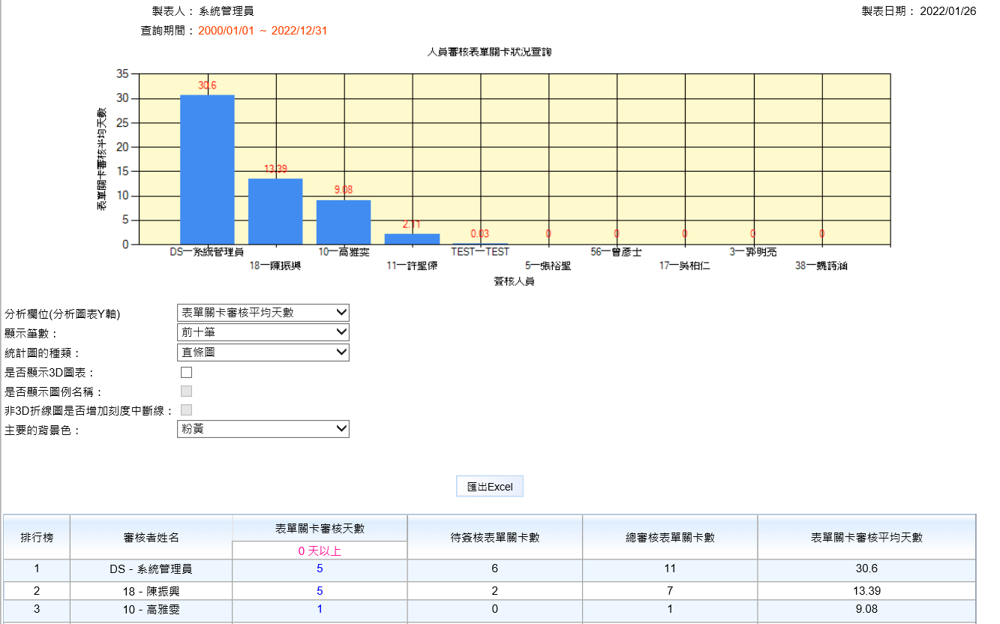 製表人： 系統管理員
製表日期： 2022/01/26
查詢期間： 2000/01/01 ～ 2022/12/31
人員審核表單關卡狀況查詢
表單關卡審核平均天數
35
30
25
20
15
10
5
0
30.6
13.39
9.08
2.11
0.03
0
0
0
0
0
DS一系統管理員
18一陳振興
10一高雅雯
11一許聖傑
TEST一TEST
5一張裕聖
56一曾彥士
17一吳柏仁
3一郭明亮
38一魏詩涵
簽核人員
分析欄位(分析圖表Y軸) 表單關卡審核平均天數
顯示筆數： 前十筆
統計圖的種類： 直條圖
是否顯示3D圖表：
是否顯示圖例名稱：
非3D折線圖是否增加刻度中斷線：
主要的背景色： 粉黃
匯出Excel
排行榜 審核者姓名 表單關卡審核天數 待簽核表單關卡數 總審核表單關卡數 表單關卡審核平均天數
0 天以上
1 DS - 系統管理員 5 6 11 30.6
2 18 - 陳振興 5 2 7 13.39
3 10 - 高雅雯 1 0 1 9.08